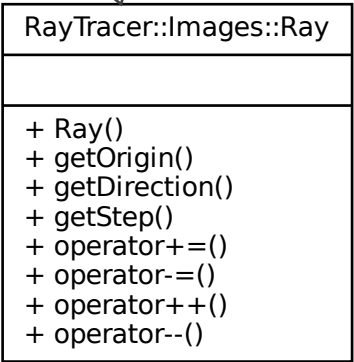 RayTracer::Images::Ray
+ Ray()
+ getOrigin()
+ getDirection()
+ getStep()
+ operator+=()
+ operator-=()
+ operator++()
+ operator--()